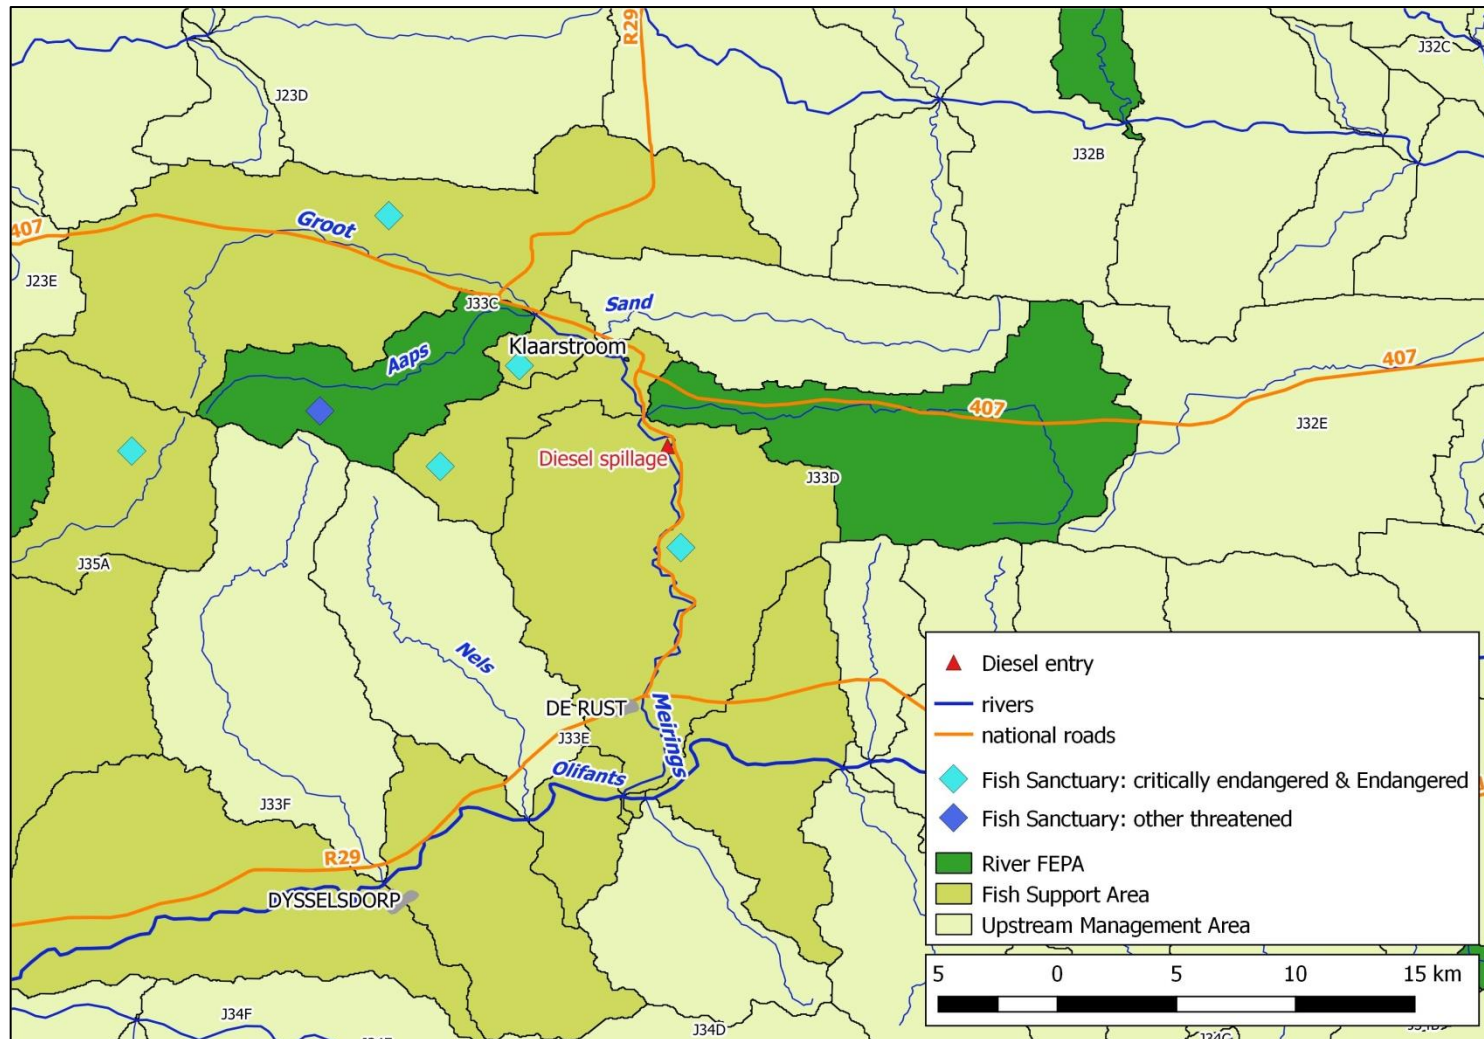 R29
J32C
J23D
J32B
407
Groot
J23E
J33C
Sand
Klaarstroom
Aaps
407
407
J32E
Diesel spillage
J33D
J35A
Nels
DE RUST
Meirings
J33E
Olifants
J33F
R29
DYSSELSDORP
J34F
J34D
Diesel entry
rivers
national roads
Fish Sanctuary: critically endangered & Endangered
Fish Sanctuary: other threatened
River FEPA
Fish Support Area
Upstream Management Area
5 0 5 10 15 km